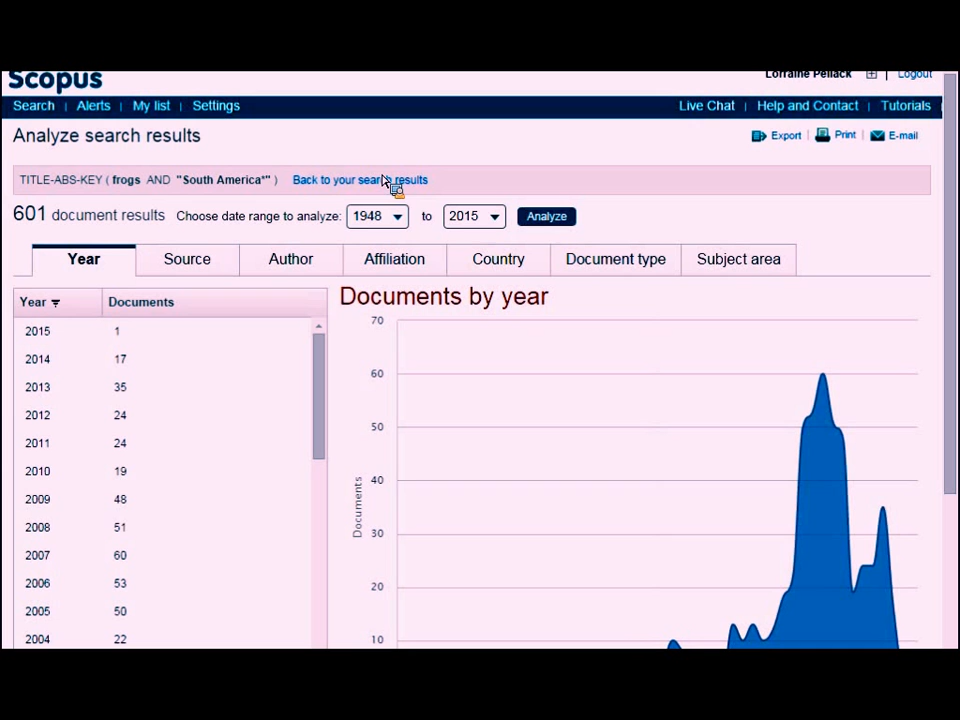 Scopus
Lorraine Pellack Logout
Search | Alerts | My list | Settings Live Chat | Help and Contact | Tutorials
Analyze search results Export | Print | E-mail
TITLE-ABS-KEY ( frogs AND "South America*" ) Back to your search results
601 document results Choose date range to analyze: 1948 to 2015 Analyze
Year Source Author Affiliation Country Document type Subject area
Year Documents
2015 1
2014 17
2013 35
2012 24
2011 24
2010 19
2009 48
2008 51
2007 60
2006 53
2005 50
2004 22
Documents by year
70
60
50
40
30
20
10
Documents